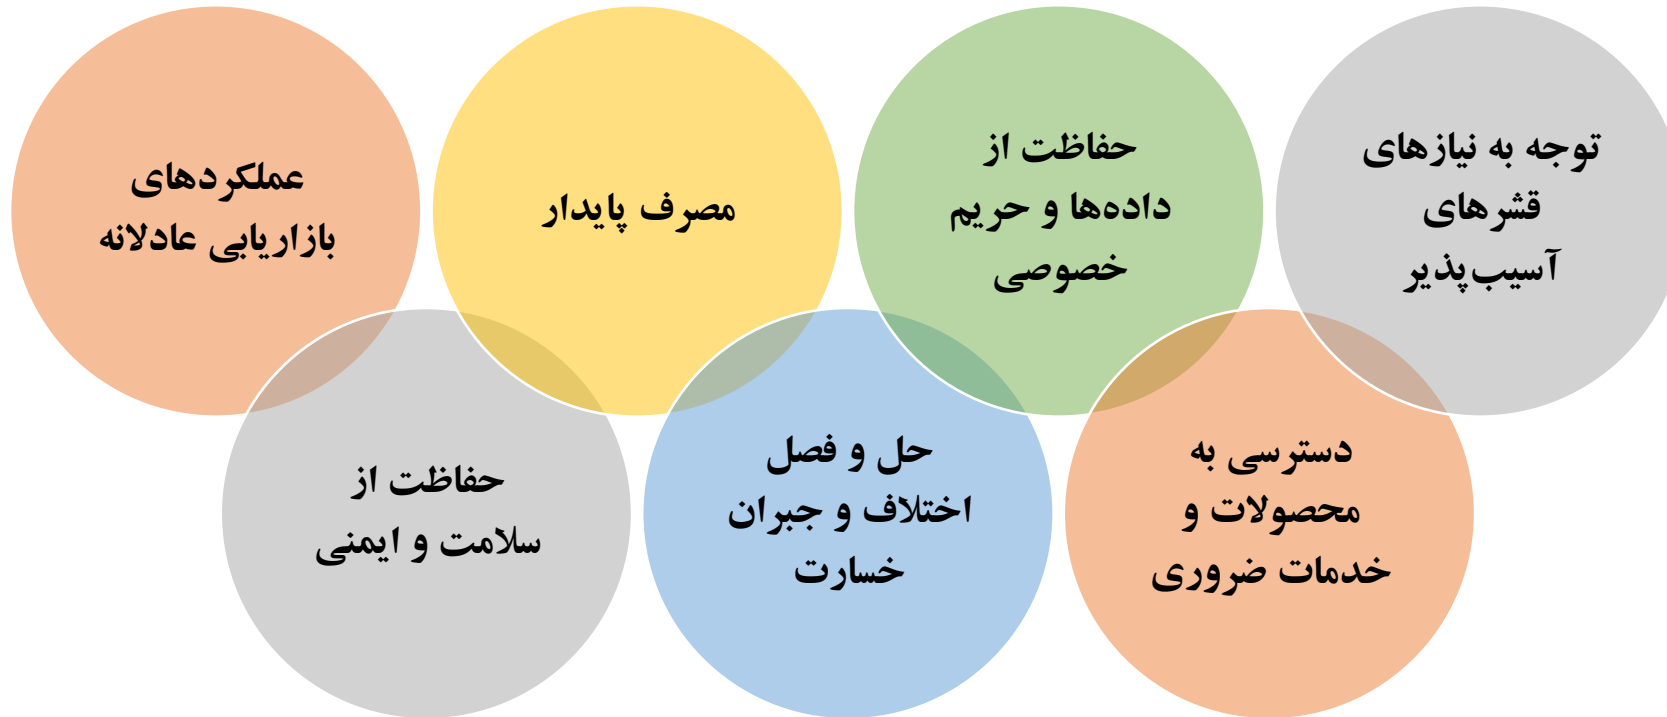 توجه به نیازهای
قشرهای
آسیب‌پذیر
حفاظت از
داده‌ها و حریم
خصوصی
مصرف پایدار
عملکردهای
بازاریابی عادلانه
دسترسی به
محصولات و
خدمات ضروری
حل و فصل
اختلاف و جبران
خسارت
حفاظت از
سلامت و ایمنی